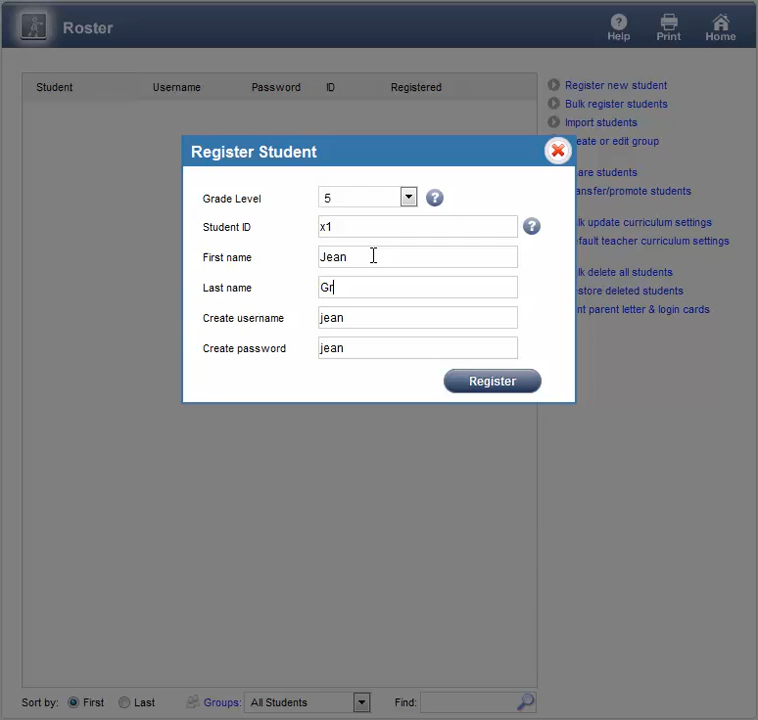 Roster
Help
Print
Home
Student Username Password ID Registered
Register new student
Bulk register students
Import students
eate or edit group
are students
ansfer/promote students
lk update curriculum settings
fault teacher curriculum settings
lk delete all students
store deleted students
nt parent letter & login cards
Register Student
Grade Level 5 ?
Student ID x1 ?
First name Jean
Last name Gr
Create username jean
Create password jean
Register
Sort by: First Last Groups: All Students Find: